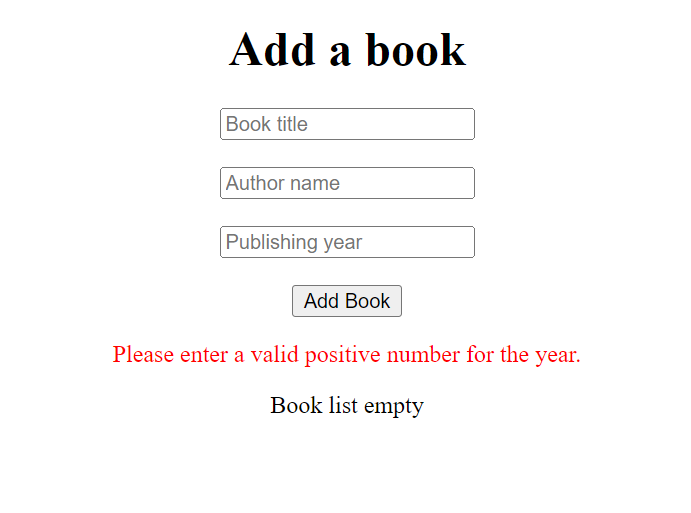 Add a book
Book title
Author name
Publishing year
Add Book
Please enter a valid positive number for the year.
Book list empty